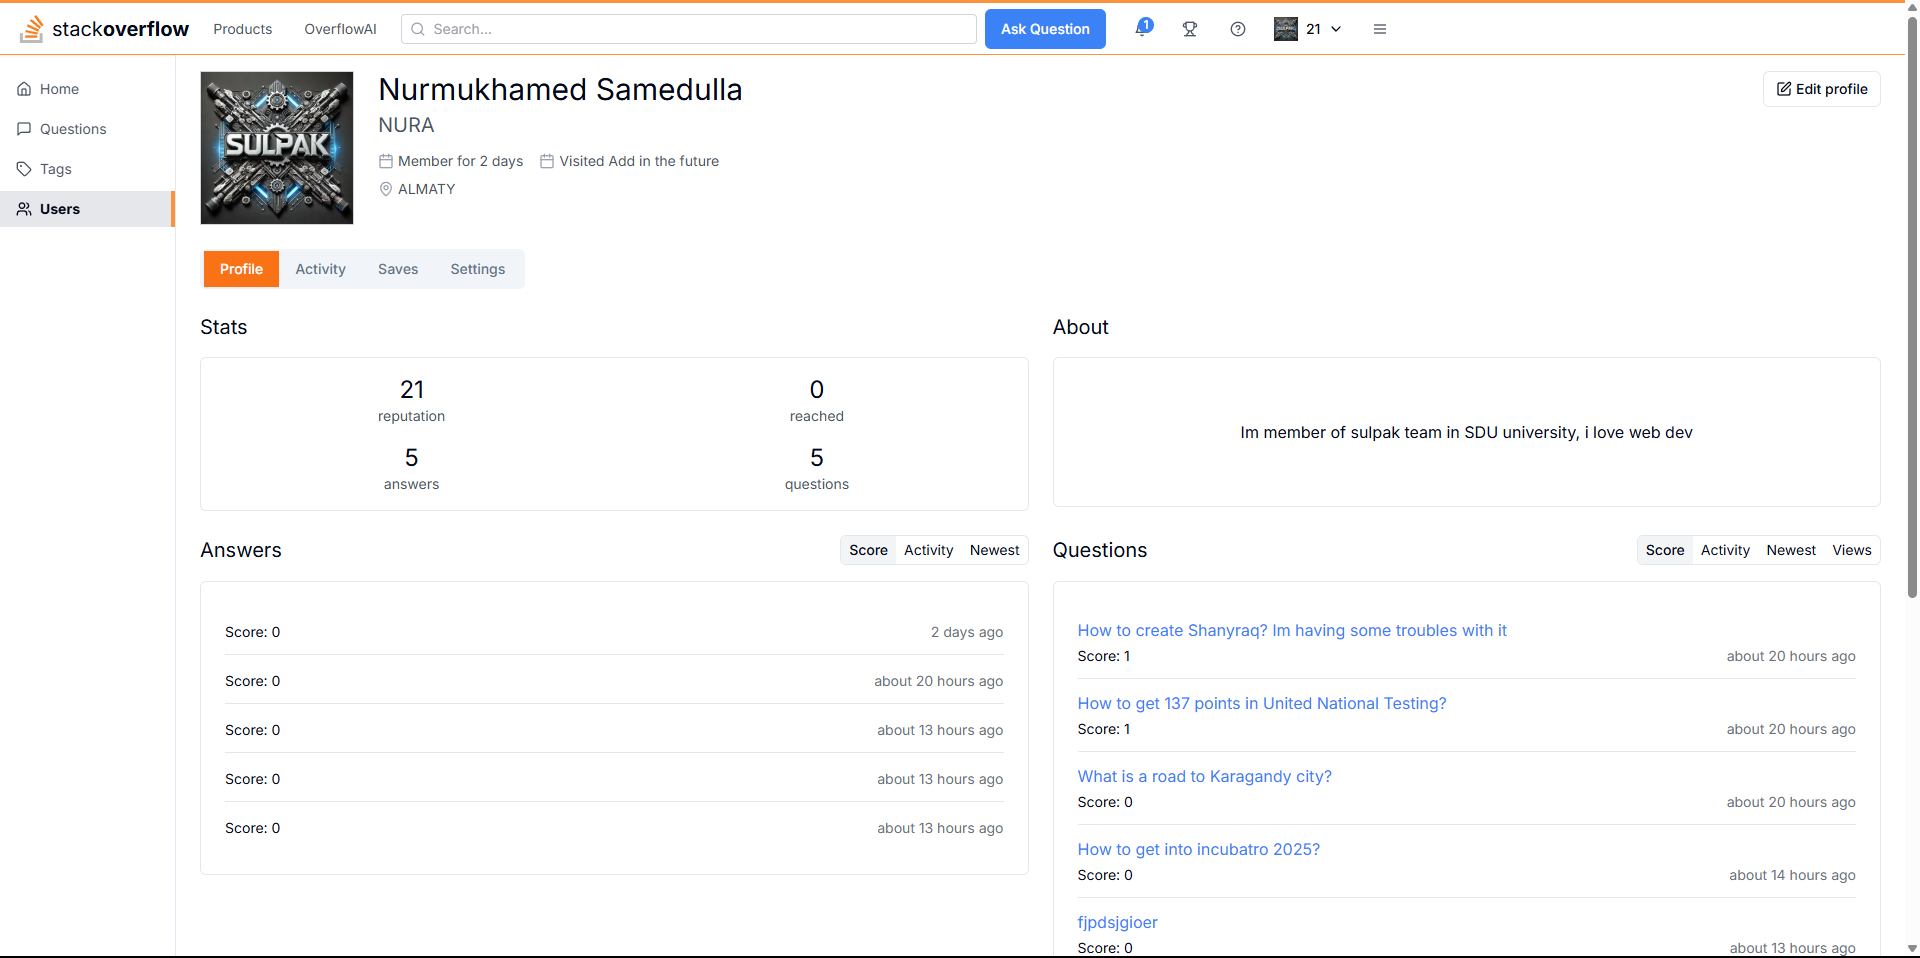 stackoverflow
Products
OverflowAI
Search...
Ask Question
1
21
Home
Questions
Tags
Users
SULPAK
Nurmukhamed Samedulla
NURA
Member for 2 days
Visited Add in the future
ALMATY
Edit profile
Profile
Activity
Saves
Settings
Stats
21
reputation
0
reached
5
answers
5
questions
About
Im member of sulpak team in SDU university, i love web dev
Answers
Score
Activity
Newest
Score: 0
2 days ago
Score: 0
about 20 hours ago
Score: 0
about 13 hours ago
Score: 0
about 13 hours ago
Score: 0
about 13 hours ago
Questions
Score
Activity
Newest
Views
How to create Shanyraq? Im having some troubles with it
Score: 1
about 20 hours ago
How to get 137 points in United National Testing?
Score: 1
about 20 hours ago
What is a road to Karagandy city?
Score: 0
about 20 hours ago
How to get into incubatro 2025?
Score: 0
about 14 hours ago
fjpdsjgioer
Score: 0
about 13 hours ago